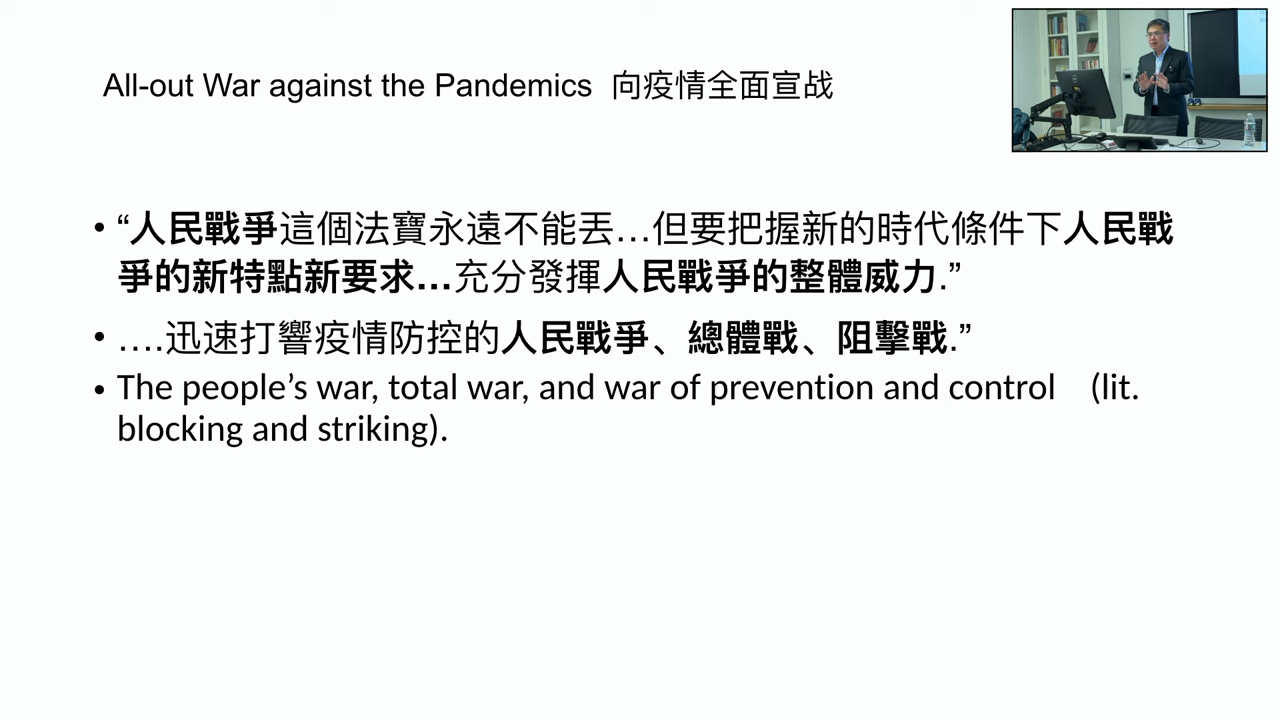 All-out War against the Pandemics 向疫情全面宣战
• “人民戰爭這個法寶永遠不能丟…但要把握新的時代條件下人民戰
爭的新特點新要求…充分發揮人民戰爭的整體威力.”
• ….迅速打響疫情防控的人民戰爭、總體戰、阻擊戰.”
• The people’s war, total war, and war of prevention and control (lit.
blocking and striking).